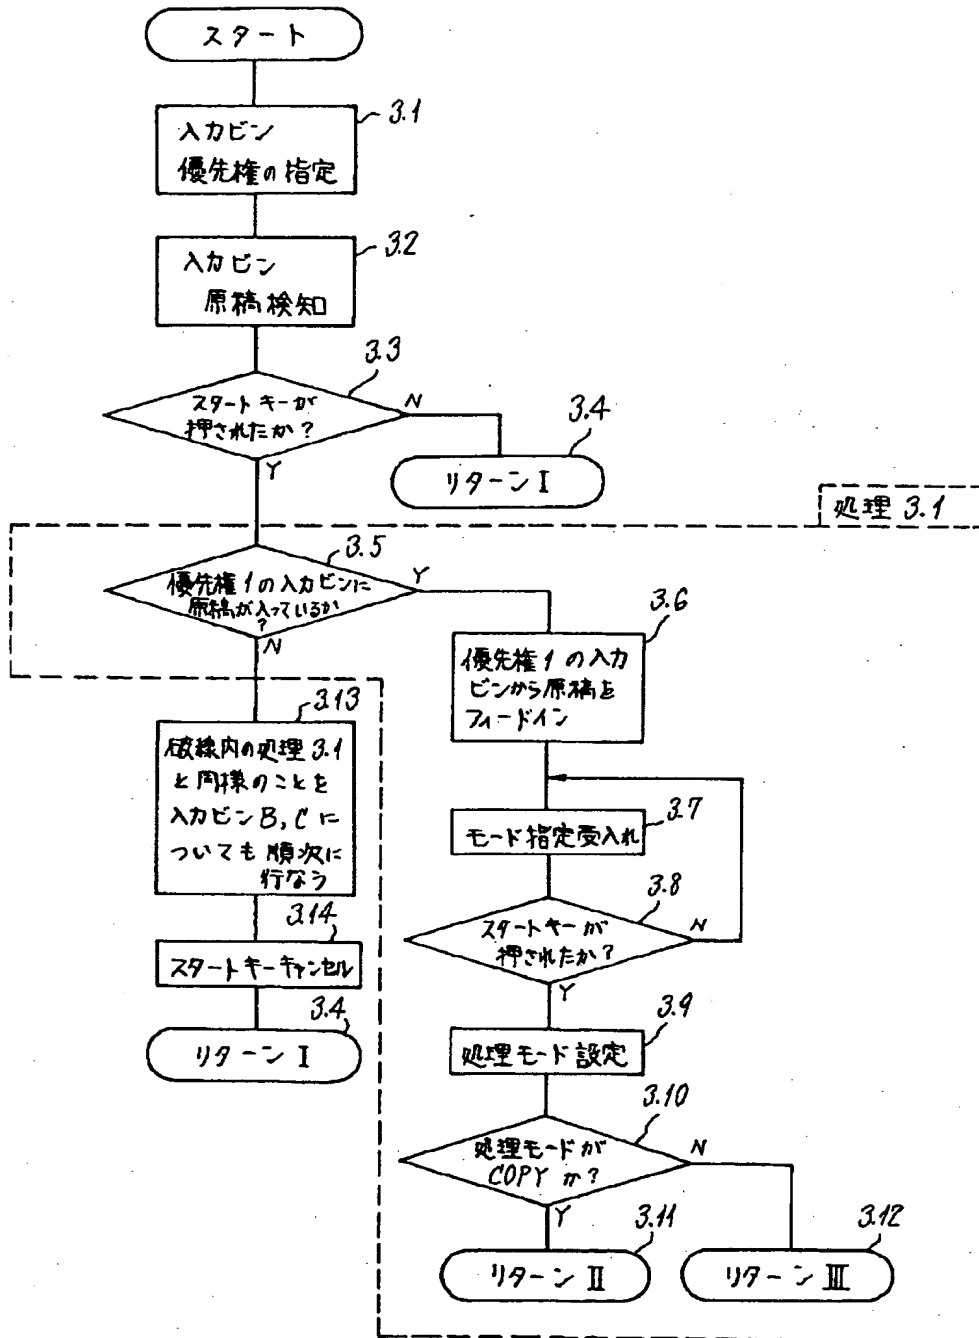 スタート
3.1
入力ビン
優先権の指定
3.2
入力ビン
原稿検知
3.3
スタートキーが
押されたか?
N
Y
3.4
リターン I
処理 3.1
3.5
優先権1の入力ビンに
原稿が入っているか
?
Y
N
3.6
優先権1の入力
ビンから原稿を
フィードイン
3.13
破線内の処理3.1
と同様のことを
入力ビンB,Cに
ついても順次に
行なう
3.7
モード指定受入れ
3.8
スタートキーが
押されたか?
N
Y
3.14
スタートキーキャンセル
3.4
リターン I
3.9
処理モード設定
3.10
処理モードが
COPYか?
N
Y
3.11
リターン II
3.12
リターン III